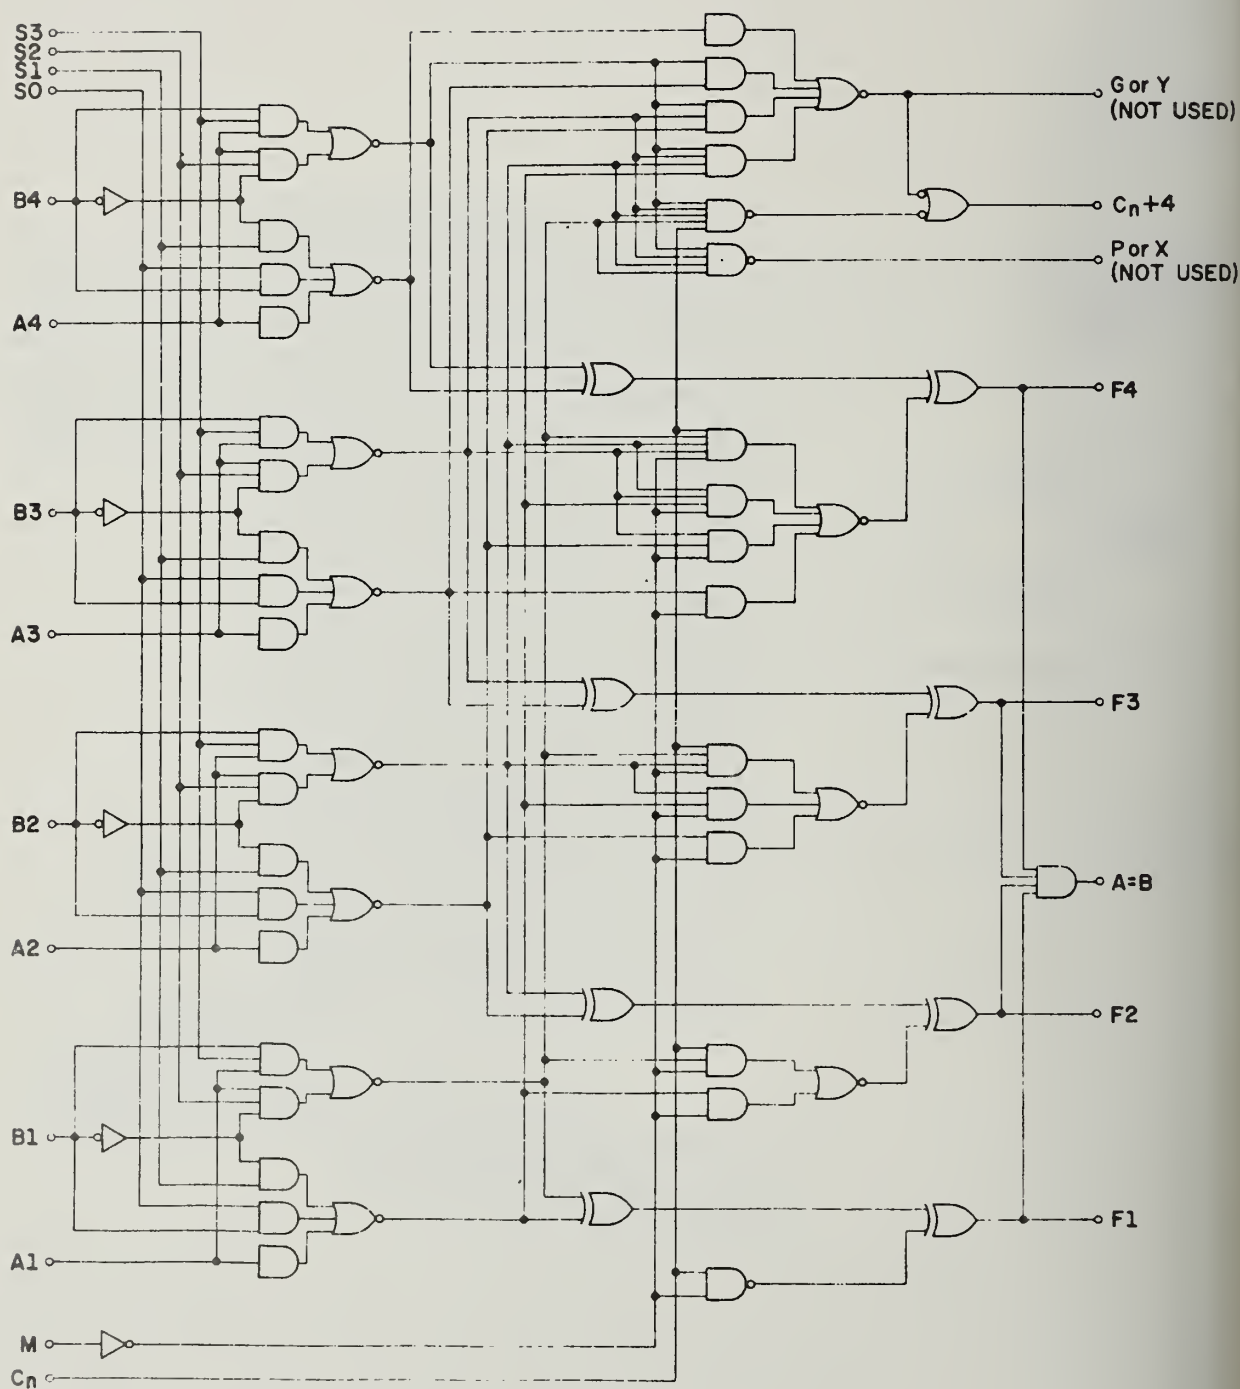 S3
S2
S1
S0
B4
A4
B3
A3
B2
A2
B1
A1
M
Cn
G or Y
(NOT USED)
Cn+4
P or X
(NOT USED)
F4
F3
A=B
F2
F1